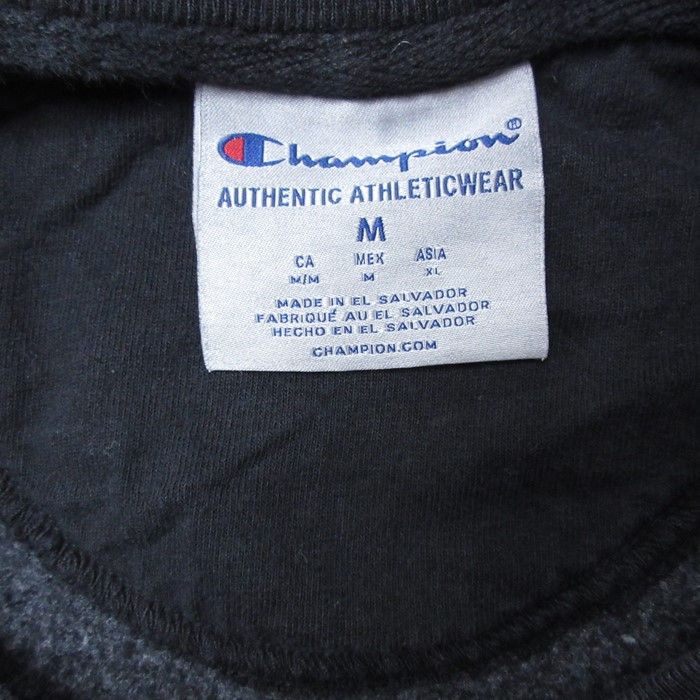 Champion®
AUTHENTIC ATHLETICWEAR
M
CA MEX ASIA
M/M M XL
MADE IN EL SALVADOR
FABRIQUÉ AU EL SALVADOR
HECHO EN EL SALVADOR
CHAMPION.COM